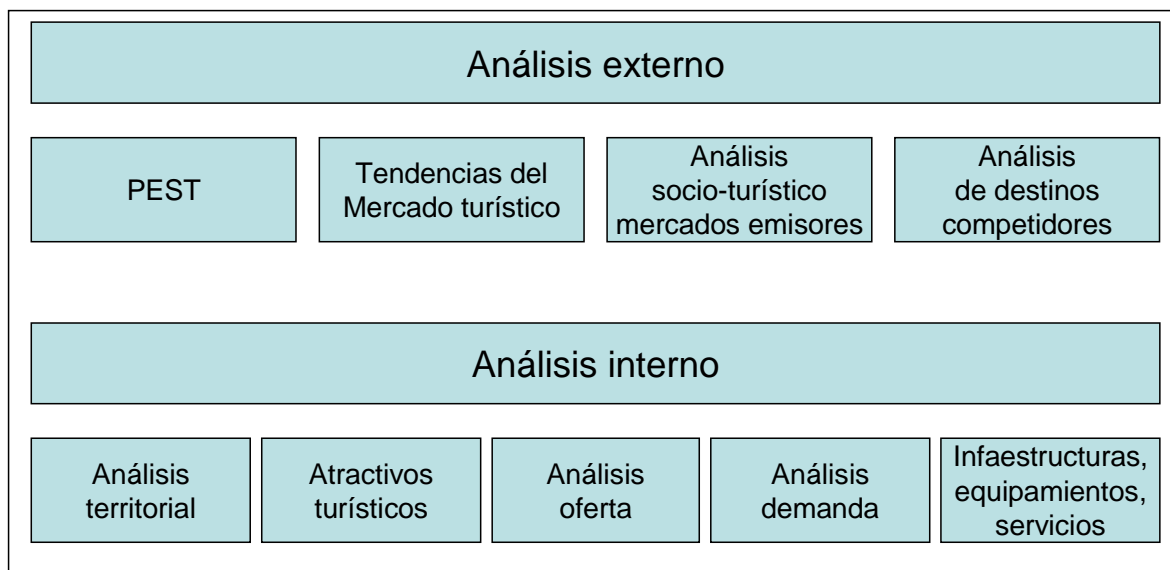 Análisis externo
PEST
Tendencias del
Mercado turístico
Análisis
socio-turístico
mercados emisores
Análisis
de destinos
competidores
Análisis interno
Análisis
territorial
Atractivos
turísticos
Análisis
oferta
Análisis
demanda
Infaestructuras,
equipamientos,
servicios